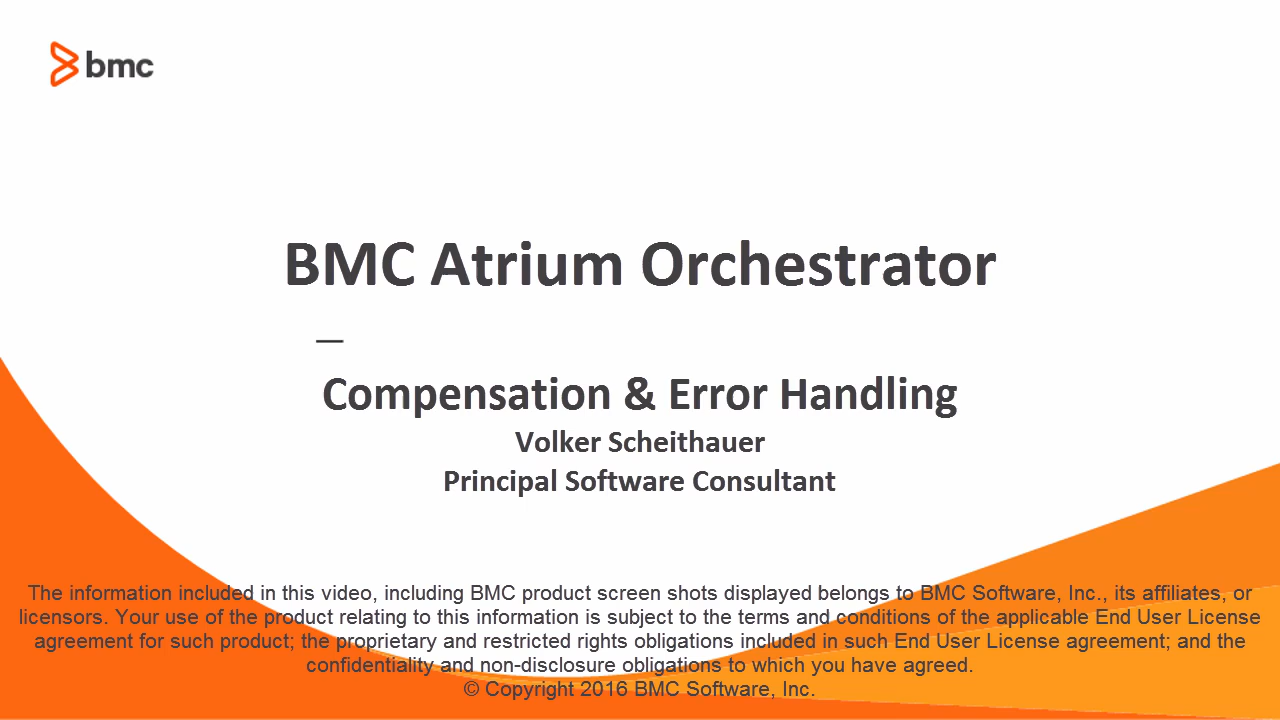 bmc
BMC Atrium Orchestrator
—
Compensation & Error Handling
Volker Scheithauer
Principal Software Consultant
The information included in this video, including BMC product screen shots displayed belongs to BMC Software, Inc., its affiliates, or
licensors. Your use of the product relating to this information is subject to the terms and conditions of the applicable End User License
agreement for such product; the proprietary and restricted rights obligations included in such End User License agreement; and the
confidentiality and non-disclosure obligations to which you have agreed.
© Copyright 2016 BMC Software, Inc.